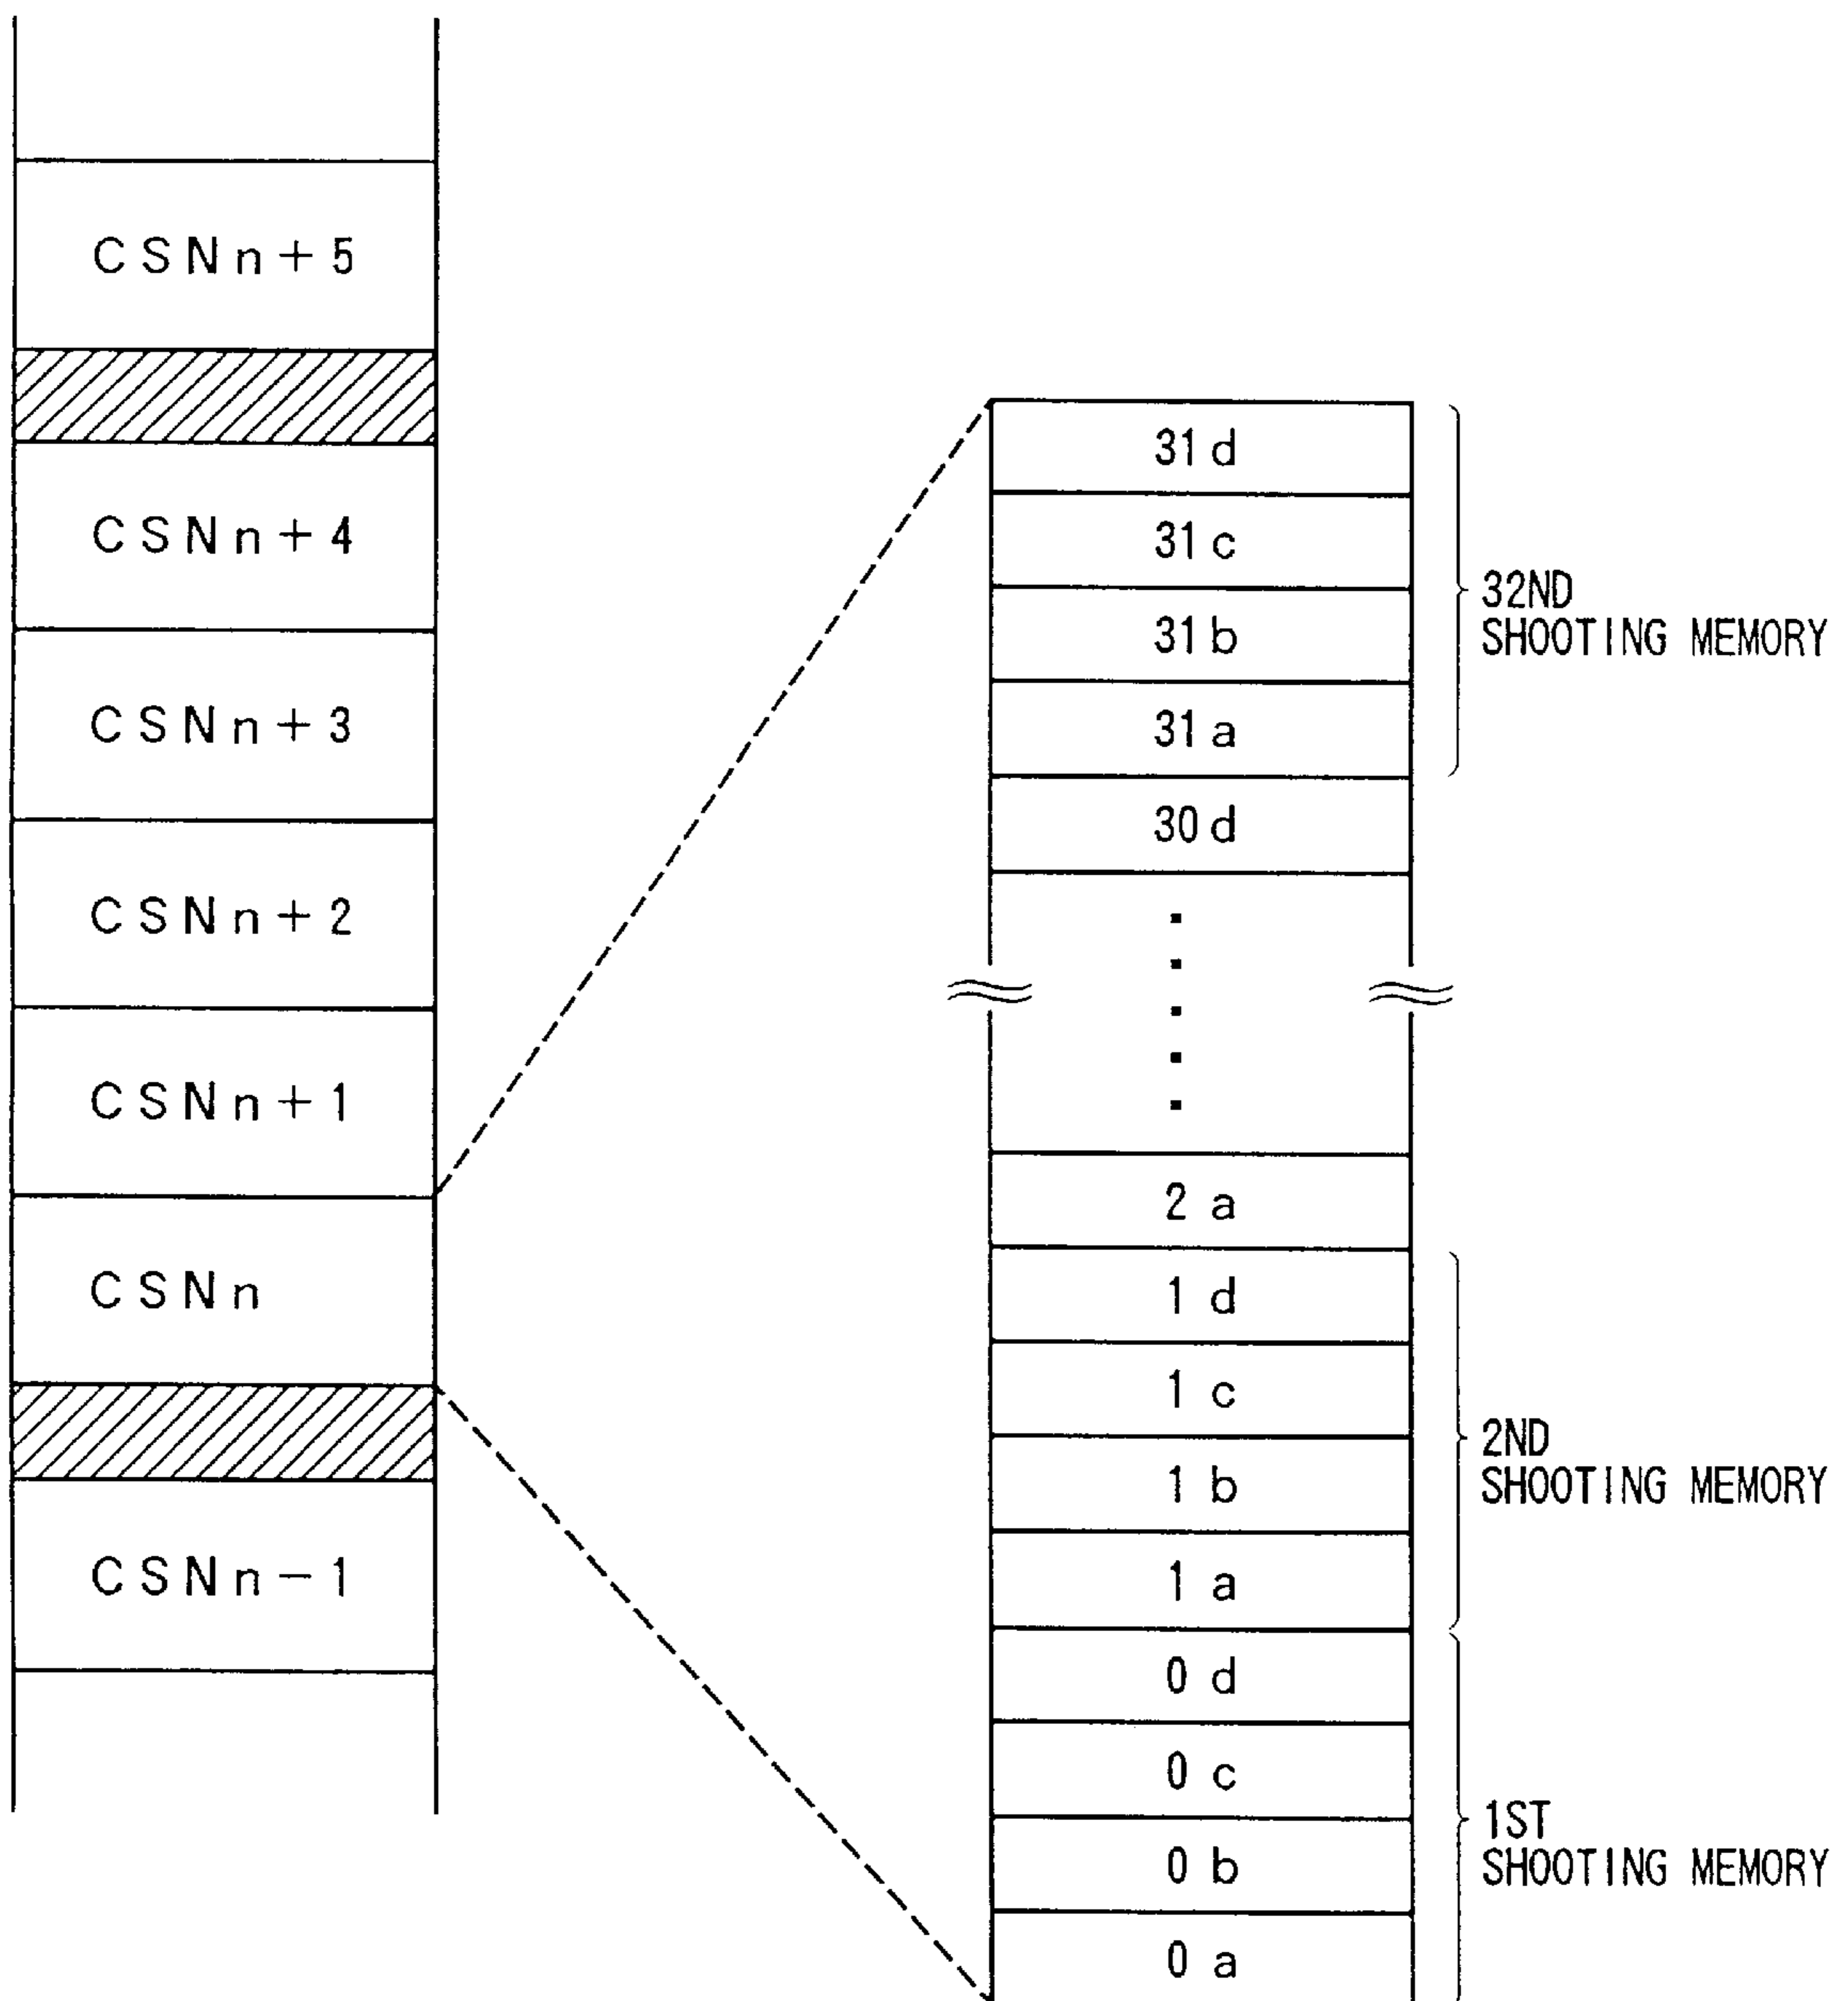 CSNn+5
CSNn+4
CSNn+3
CSNn+2
CSNn+1
CSNn
CSNn-1
31d
31c
31b
31a
30d
2a
1d
1c
1b
1a
0d
0c
0b
0a
32ND
SHOOTING MEMORY
2ND
SHOOTING MEMORY
1ST
SHOOTING MEMORY